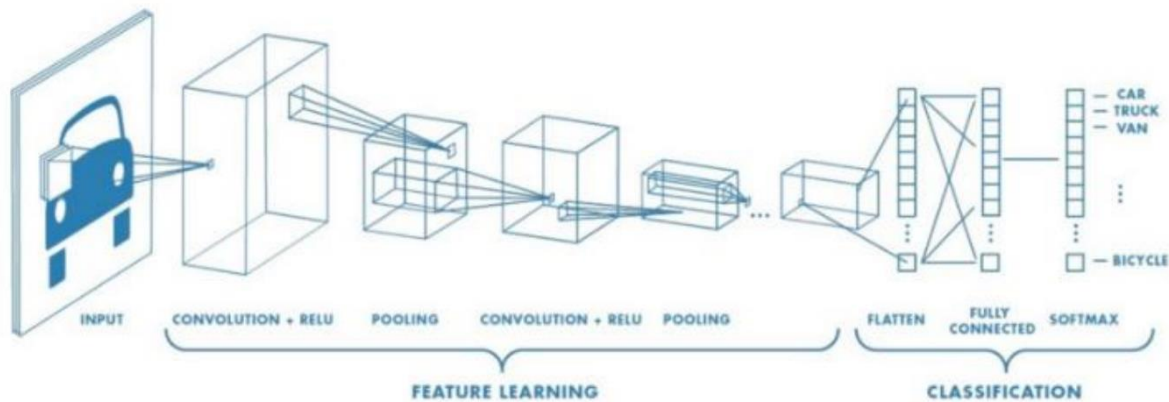 CAR
TRUCK
VAN
BICYCLE
INPUT
CONVOLUTION + RELU
POOLING
CONVOLUTION + RELU
POOLING
FLATTEN
FULLY
CONNECTED
SOFTMAX
FEATURE LEARNING
CLASSIFICATION